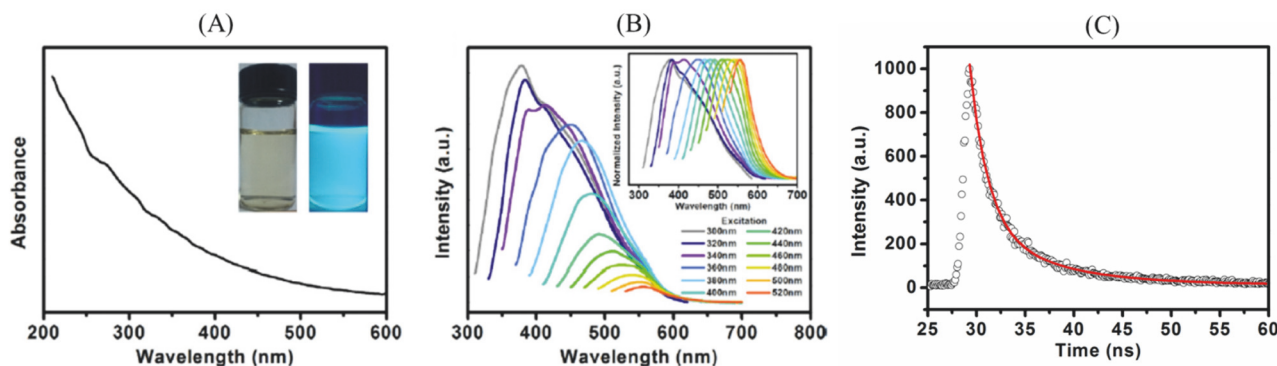 (A)
Absorbance
200 300 400 500 600
Wavelength (nm)
(B)
Intensity (a.u.)
300 400 500 600 700 800
Wavelength (nm)
Normalized Intensity (a.u.)
300 400 500 600 700
Wavelength (nm)
Excitation
300nm 420nm
320nm 440nm
340nm 460nm
360nm 480nm
380nm 500nm
400nm 520nm
(C)
Intensity (a.u.)
1000
800
600
400
200
0
25 30 35 40 45 50 55 60
Time (ns)